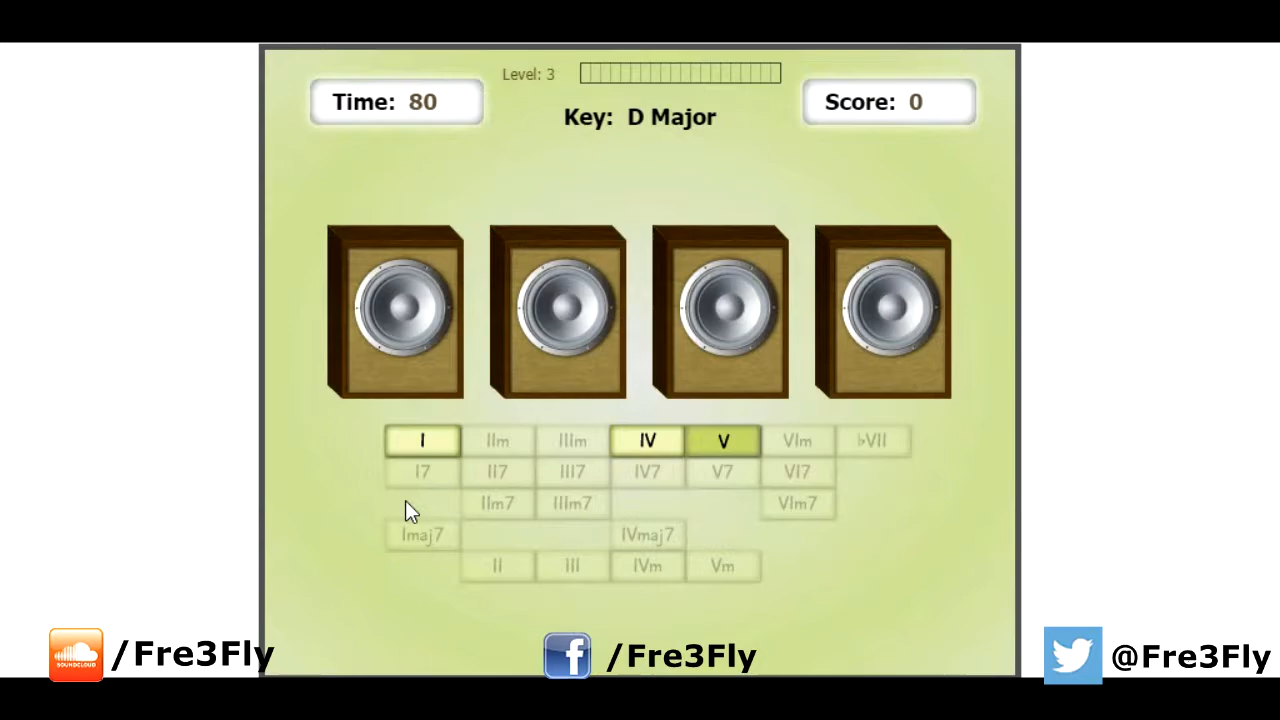 Level: 3
Time: 80
Key: D Major
Score: 0
I IIm IIIm IV V VIm ♭VII
I7 II7 III7 IV7 V7 VI7
IIm7 IIIm7 VIm7
Imaj7 IVmaj7
II III IVm Vm
SOUNDCLOUD /Fre3Fly f /Fre3Fly @Fre3Fly